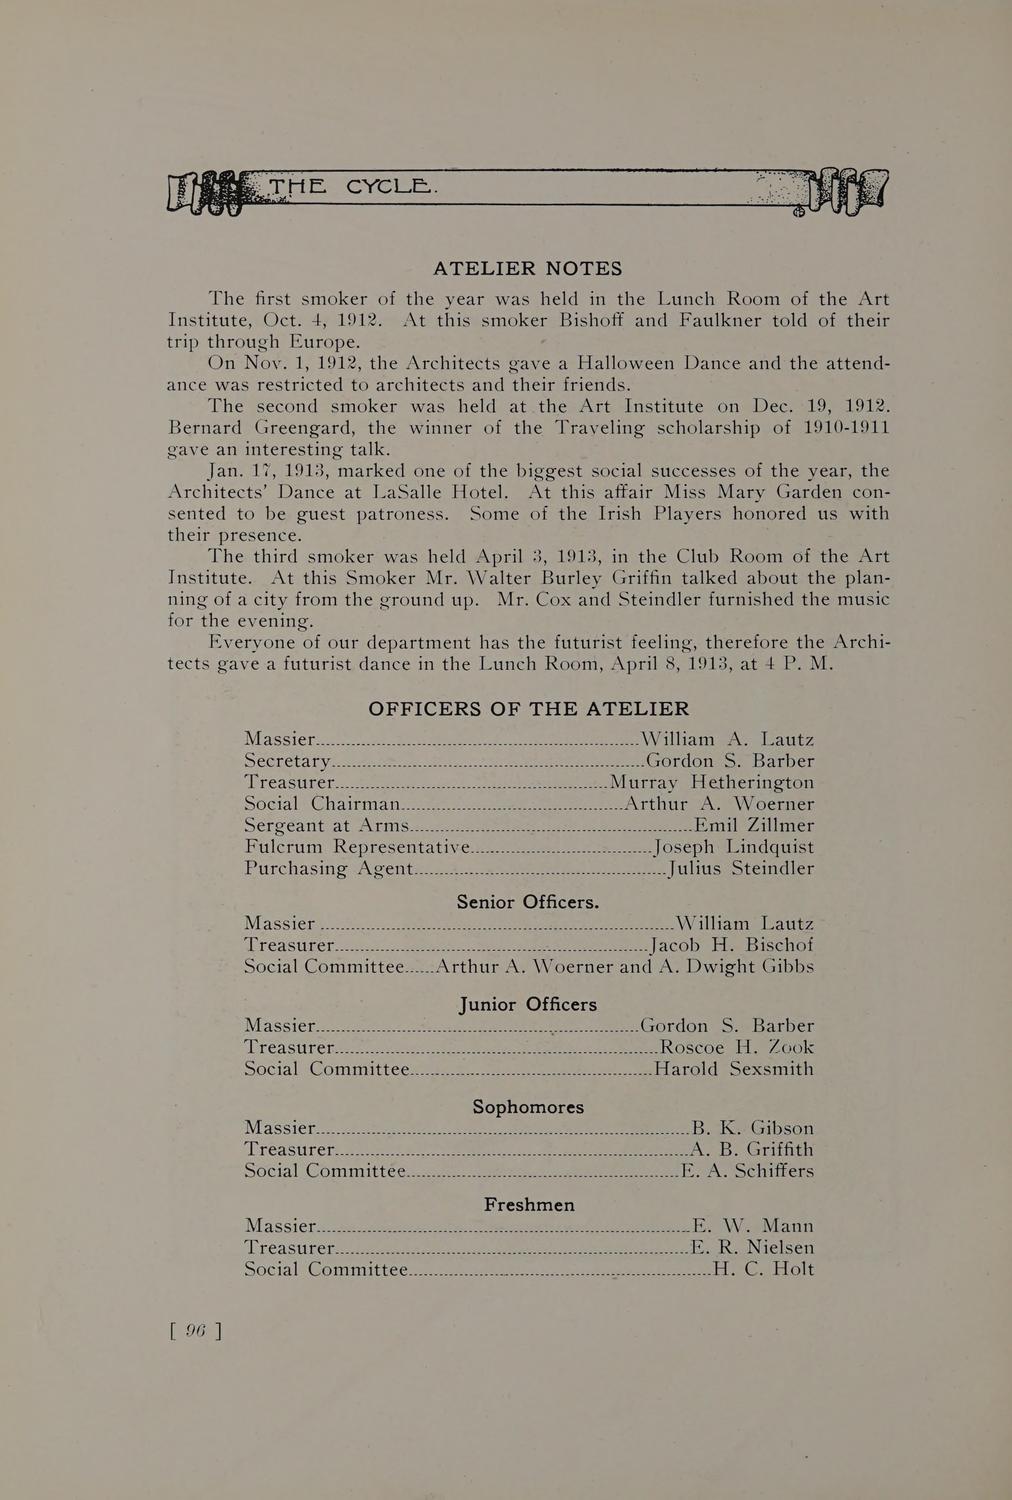 THE CYCLE.
ATELIER NOTES
The first smoker of the year was held in the Lunch Room of the Art
Institute, Oct. 4, 1912. At this smoker Bishoff and Faulkner told of their
trip through Europe.
On Nov. 1, 1912, the Architects gave a Halloween Dance and the attend-
ance was restricted to architects and their friends.
The second smoker was held at the Art Institute on Dec. 19, 1912.
Bernard Greengard, the winner of the Traveling scholarship of 1910-1911
gave an interesting talk.
Jan. 17, 1913, marked one of the biggest social successes of the year, the
Architects' Dance at LaSalle Hotel. At this affair Miss Mary Garden con-
sented to be guest patroness. Some of the Irish Players honored us with
their presence.
The third smoker was held April 3, 1913, in the Club Room of the Art
Institute. At this Smoker Mr. Walter Burley Griffin talked about the plan-
ning of a city from the ground up. Mr. Cox and Steindler furnished the music
for the evening.
Everyone of our department has the futurist feeling, therefore the Archi-
tects gave a futurist dance in the Lunch Room, April 8, 1913, at 4 P. M.
OFFICERS OF THE ATELIER
Massier........William A. Lautz
Secretary........Gordon S. Barber
Treasurer........Murray Hetherington
Social Chairman........Arthur A. Woerner
Sergeant at Arms........Emil Zillmer
Fulcrum Representative........Joseph Lindquist
Purchasing Agent........Julius Steindler
Senior Officers.
Massier........William Lautz
Treasurer........Jacob H. Bischof
Social Committee......Arthur A. Woerner and A. Dwight Gibbs
Junior Officers
Massier........Gordon S. Barber
Treasurer........Roscoe H. Zook
Social Committee........Harold Sexsmith
Sophomores
Massier........B. K. Gibson
Treasurer........A. B. Griffith
Social Committee........E. A. Schiffers
Freshmen
Massier........E. W. Mann
Treasurer........E. R. Nielsen
Social Committee........H. C. Holt
[ 96 ]